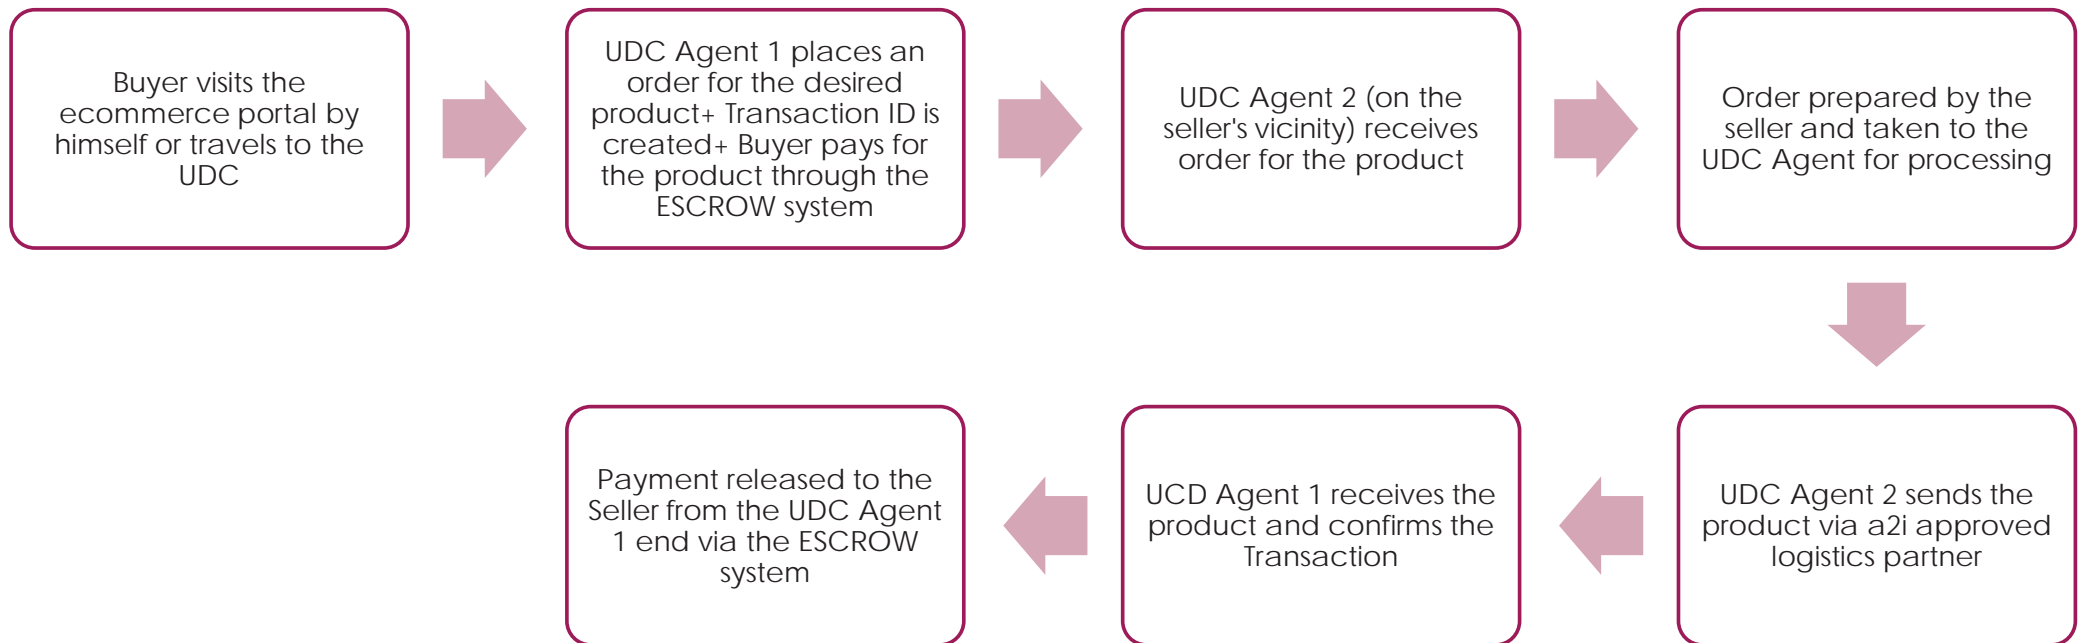 Buyer visits the
ecommerce portal by
himself or travels to the
UDC
UDC Agent 1 places an
order for the desired
product+ Transaction ID is
created+ Buyer pays for
the product through the
ESCROW system
UDC Agent 2 (on the
seller's vicinity) receives
order for the product
Order prepared by the
seller and taken to the
UDC Agent for processing
UDC Agent 2 sends the
product via a2i approved
logistics partner
UCD Agent 1 receives the
product and confirms the
Transaction
Payment released to the
Seller from the UDC Agent
1 end via the ESCROW
system